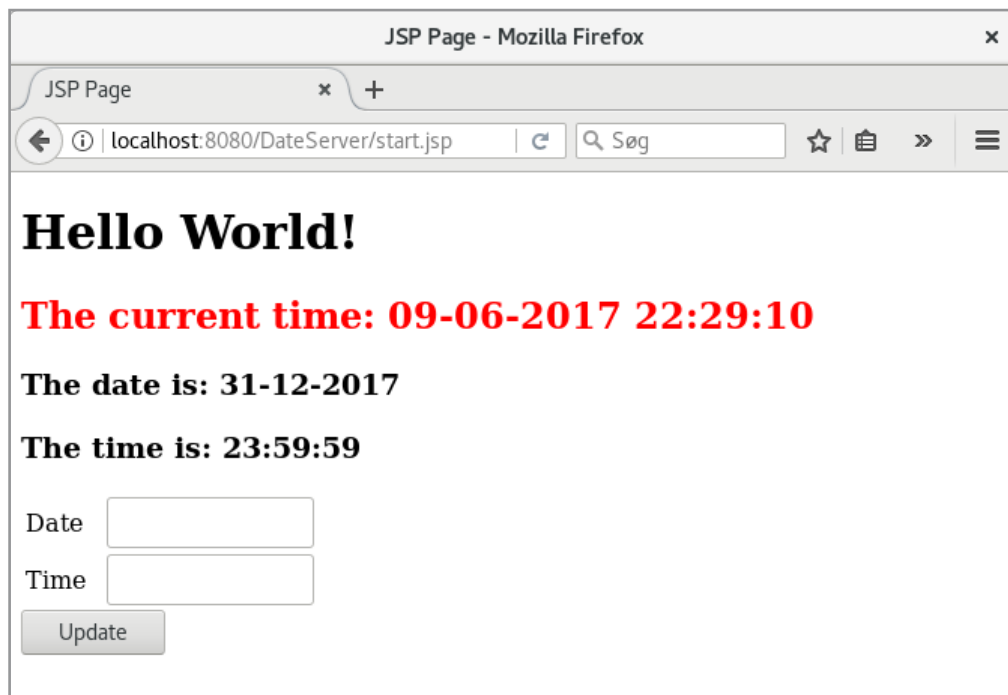 JSP Page - Mozilla Firefox ×
JSP Page × +
localhost:8080/DateServer/start.jsp Søg
Hello World!
The current time: 09-06-2017 22:29:10
The date is: 31-12-2017
The time is: 23:59:59
Date
Time
Update